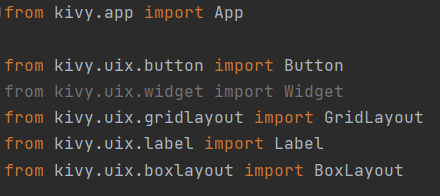 from kivy.app import App
from kivy.uix.button import Button
from kivy.uix.widget import Widget
from kivy.uix.gridlayout import GridLayout
from kivy.uix.label import Label
from kivy.uix.boxlayout import BoxLayout